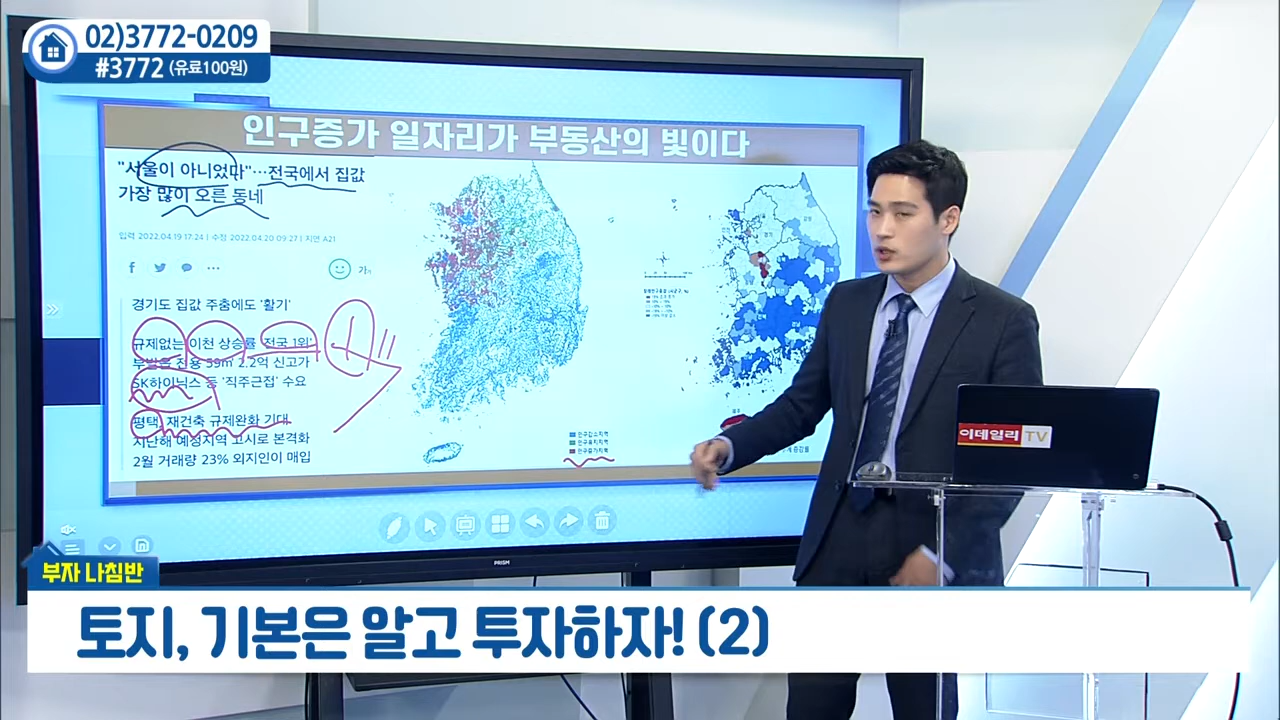 02)3772-0209
#3772 (유료100원)
인구증가 일자리가 부동산의 빛이다
"서울이 아니었다"…전국에서 집값
가장 많이 오른 동네
입력 2022.04.19 17:24 | 수정 2022.04.20 09:27 | 지면 A21
경기도 집값 주춤에도 '활기'
규제없는 이천 상승률 '전국 1위'
부발읍 전용 59㎡ 2.2억 신고가
SK하이닉스 등 '직주근접' 수요
평택, 재건축 규제완화 기대
지난해 예정지역 고시로 본격화
2월 거래량 23% 외지인이 매입
인구감소지역
인구유지지역
인구증가지역
PRISM
이데일리 TV
부자 나침반
토지, 기본은 알고 투자하자! (2)